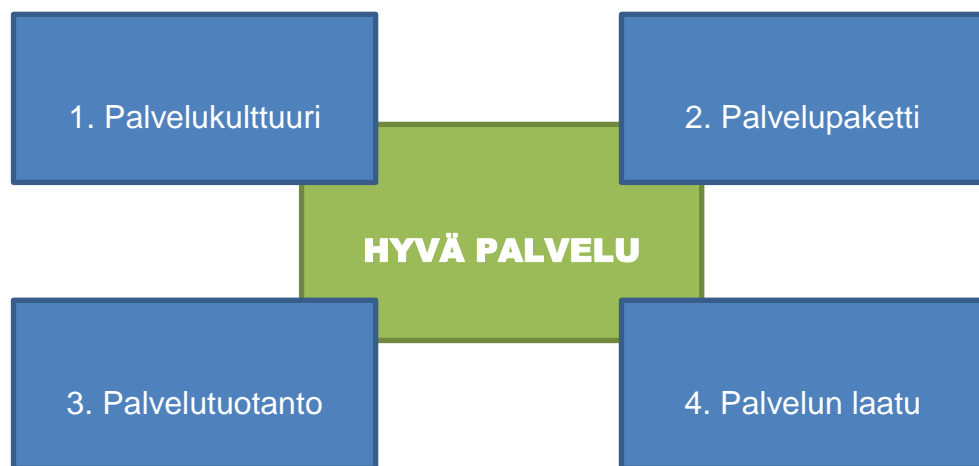 1. Palvelukulttuuri
2. Palvelupaketti
HYVÄ PALVELU
3. Palvelutuotanto
4. Palvelun laatu